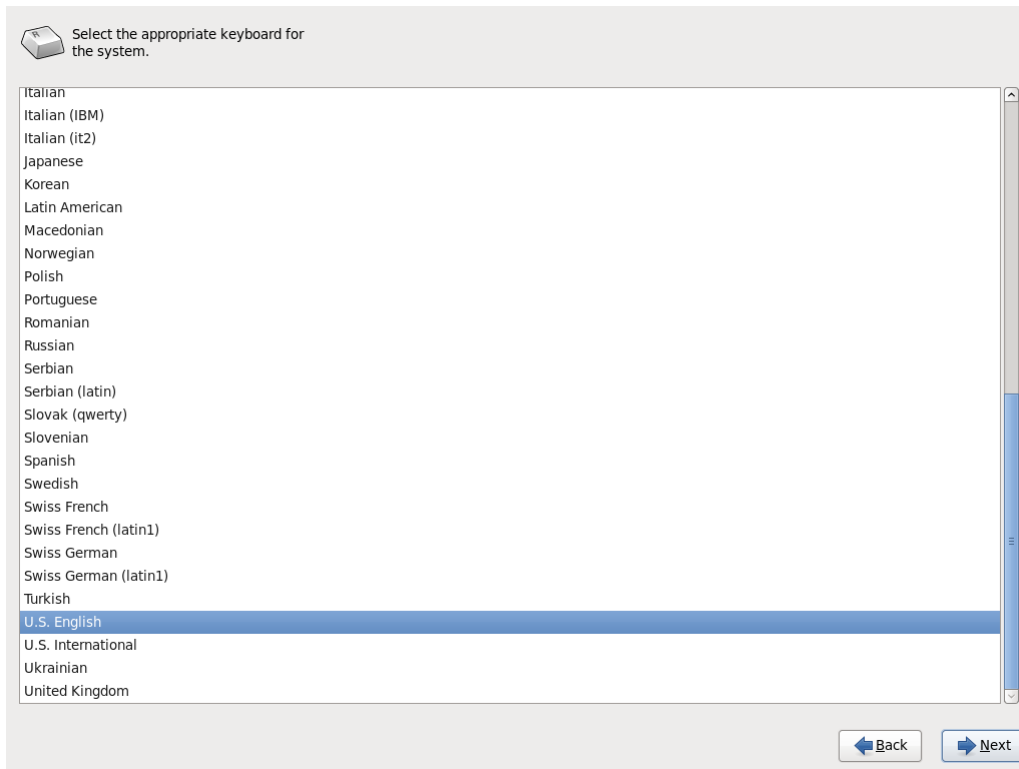 Select the appropriate keyboard for
the system.
Italian
Italian (IBM)
Italian (it2)
Japanese
Korean
Latin American
Macedonian
Norwegian
Polish
Portuguese
Romanian
Russian
Serbian
Serbian (latin)
Slovak (qwerty)
Slovenian
Spanish
Swedish
Swiss French
Swiss French (latin1)
Swiss German
Swiss German (latin1)
Turkish
U.S. English
U.S. International
Ukrainian
United Kingdom
Back Next